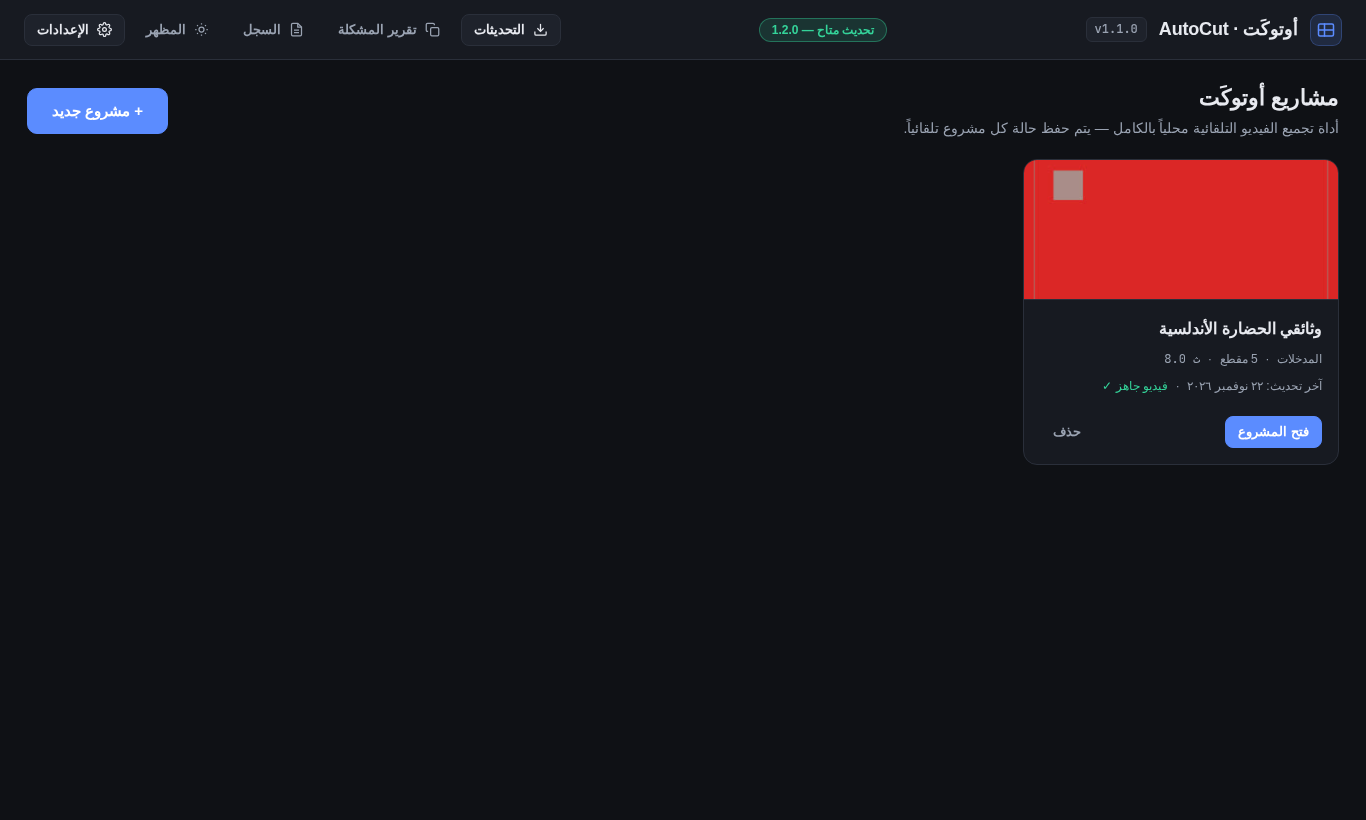 أوتوكَت · AutoCut
v1.1.0
تحديث متاح — 1.2.0
التحديثات
تقرير المشكلة
السجل
المظهر
الإعدادات
مشاريع أوتوكَت
أداة تجميع الفيديو التلقائية محلياً بالكامل — يتم حفظ حالة كل مشروع تلقائياً.
+ مشروع جديد
وثائقي الحضارة الأندلسية
المدخلات · 5 مقطع · 8.0 ث
آخر تحديث: ٢٢ نوفمبر ٢٠٢٦ · فيديو جاهز ✓
فتح المشروع
حذف